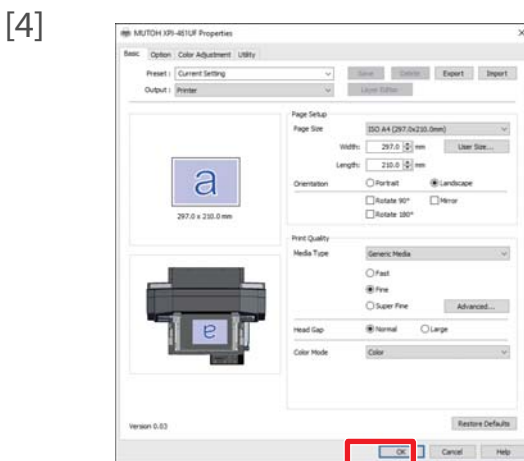 [4]
MUTOH XPJ-461UF Properties
Basic Option Color Adjustment Utility
Preset : Current Setting Save Delete Export Import
Output : Printer Layer Editor
Page Setup
Page Size ISO A4 (297.0x210.0mm)
Width: 297.0 mm User Size...
Length: 210.0 mm
Orientation Portrait Landscape
Rotate 90° Mirror
Rotate 180°
a
297.0 x 210.0 mm
Print Quality
Media Type Generic Media
Fast
Fine
Super Fine Advanced...
Head Gap Normal Large
Color Mode Color
a
Version 0.03 Restore Defaults
OK Cancel Help